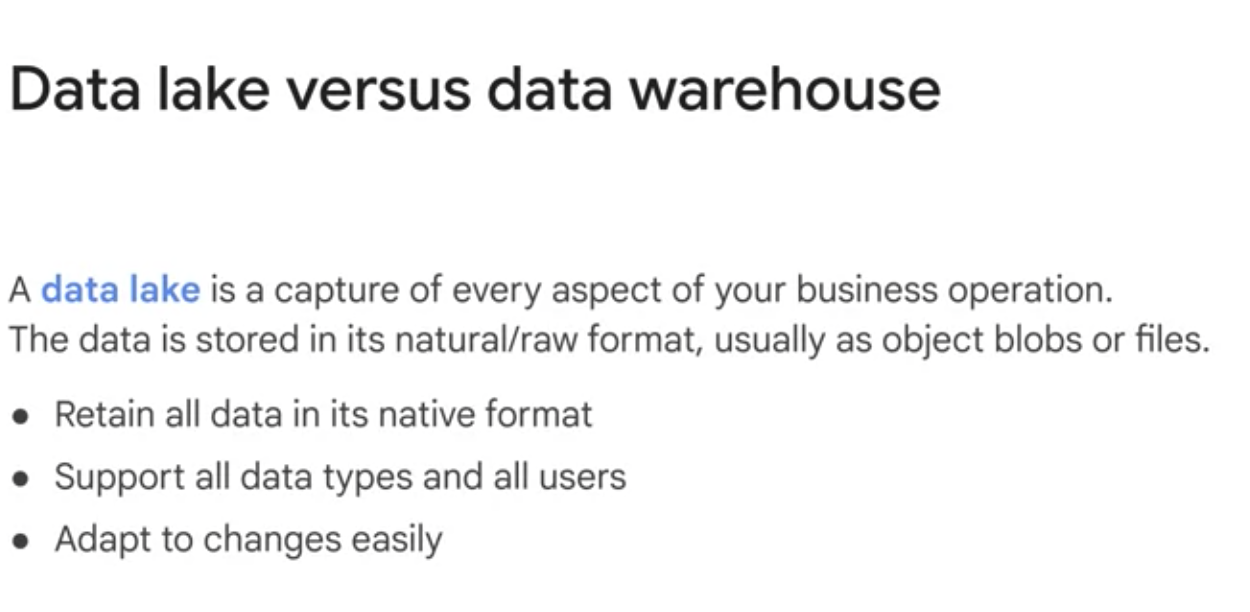 Data lake versus data warehouse
A data lake is a capture of every aspect of your business operation.
The data is stored in its natural/raw format, usually as object blobs or files.
• Retain all data in its native format
• Support all data types and all users
• Adapt to changes easily